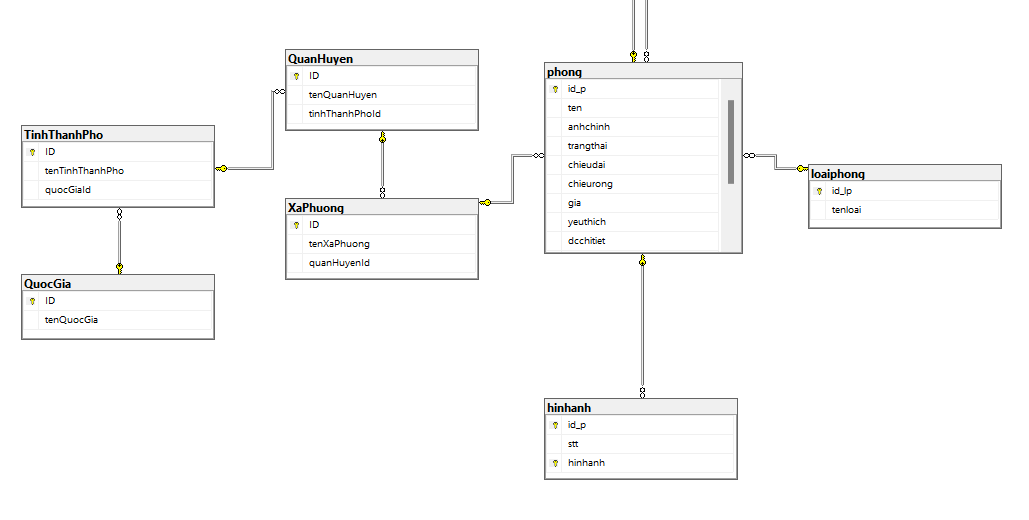 QuanHuyen
ID
tenQuanHuyen
tinhThanhPhoId
phong
id_p
ten
anhchinh
trangthai
chieudai
chieurong
gia
yeuthich
dcchitiet
TinhThanhPho
ID
tenTinhThanhPho
quocGiaId
loaiphong
id_lp
tenloai
XaPhuong
ID
tenXaPhuong
quanHuyenId
QuocGia
ID
tenQuocGia
hinhanh
id_p
stt
hinhanh